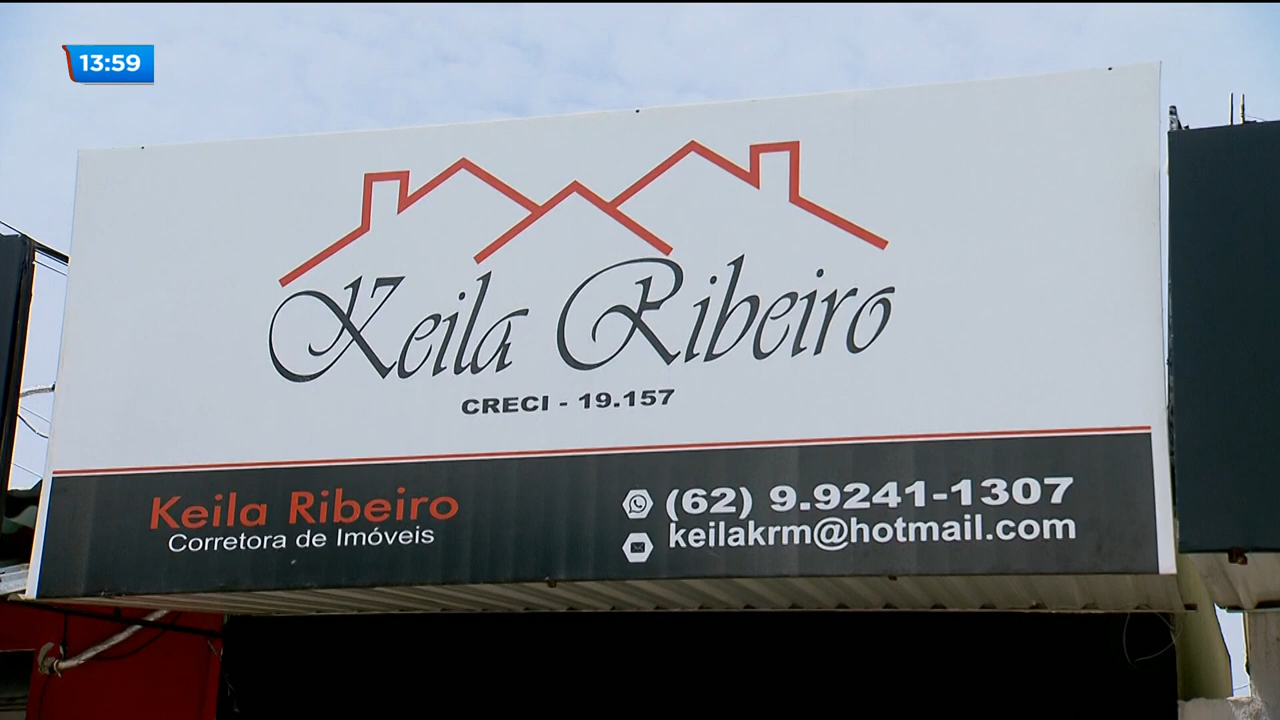 13:59
Keila Ribeiro
CRECI - 19.157
Keila Ribeiro
Corretora de Imóveis
(62) 9.9241-1307
keilakrm@hotmail.com